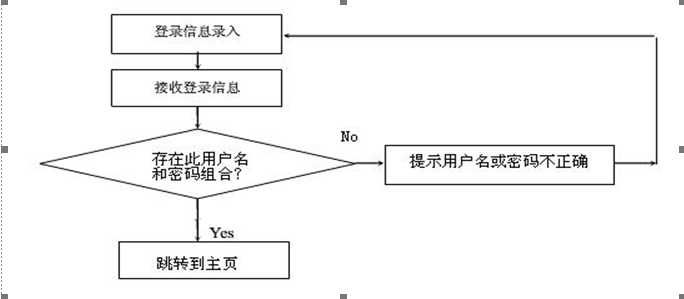 登录信息录入
接收登录信息
存在此用户名
和密码组合?
No
提示用户名或密码不正确
Yes
跳转到主页